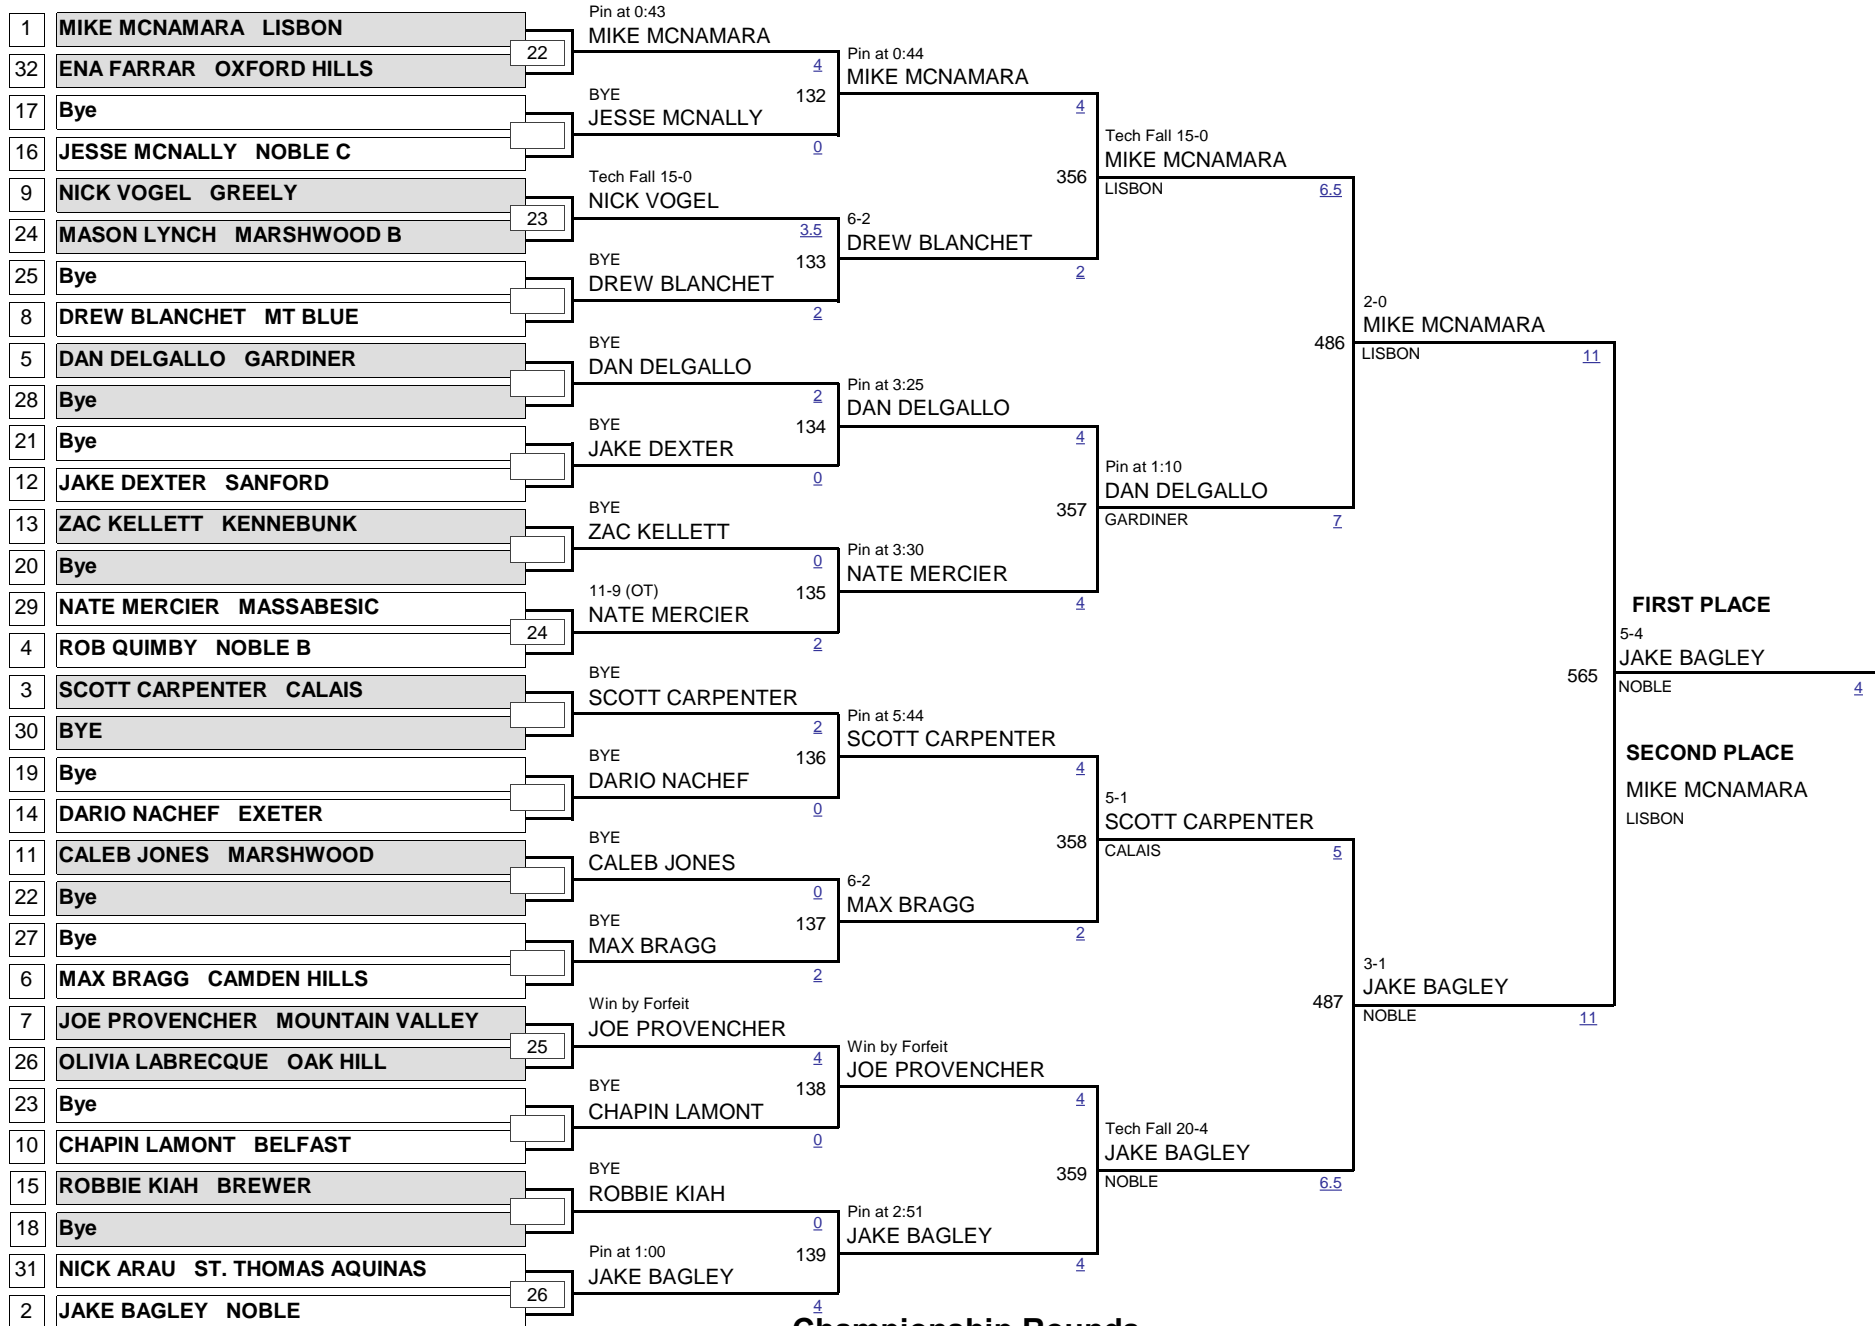 1 MIKE MCNAMARA LISBON
32 ENA FARRAR OXFORD HILLS
17 Bye
16 JESSE MCNALLY NOBLE C
9 NICK VOGEL GREELY
24 MASON LYNCH MARSHWOOD B
25 Bye
8 DREW BLANCHET MT BLUE
5 DAN DELGALLO GARDINER
28 Bye
21 Bye
12 JAKE DEXTER SANFORD
13 ZAC KELLETT KENNEBUNK
20 Bye
29 NATE MERCIER MASSABESIC
4 ROB QUIMBY NOBLE B
3 SCOTT CARPENTER CALAIS
30 BYE
19 Bye
14 DARIO NACHEF EXETER
11 CALEB JONES MARSHWOOD
22 Bye
27 Bye
6 MAX BRAGG CAMDEN HILLS
7 JOE PROVENCHER MOUNTAIN VALLEY
26 OLIVIA LABRECQUE OAK HILL
23 Bye
10 CHAPIN LAMONT BELFAST
15 ROBBIE KIAH BREWER
18 Bye
31 NICK ARAU ST. THOMAS AQUINAS
2 JAKE BAGLEY NOBLE
22
23
24
25
26
Pin at 0:43
MIKE MCNAMARA
4
BYE
132
JESSE MCNALLY
0
Tech Fall 15-0
NICK VOGEL
3.5
BYE
133
DREW BLANCHET
2
BYE
DAN DELGALLO
2
BYE
134
JAKE DEXTER
0
BYE
ZAC KELLETT
0
11-9 (OT)
135
NATE MERCIER
2
BYE
SCOTT CARPENTER
2
BYE
136
DARIO NACHEF
0
BYE
CALEB JONES
0
BYE
137
MAX BRAGG
2
Win by Forfeit
JOE PROVENCHER
4
BYE
138
CHAPIN LAMONT
0
BYE
ROBBIE KIAH
0
Pin at 1:00
139
JAKE BAGLEY
4
Pin at 0:44
MIKE MCNAMARA
4
356
6-2
DREW BLANCHET
2
Pin at 3:25
DAN DELGALLO
4
357
Pin at 3:30
NATE MERCIER
4
Pin at 5:44
SCOTT CARPENTER
4
358
6-2
MAX BRAGG
2
Win by Forfeit
JOE PROVENCHER
4
359
Pin at 2:51
JAKE BAGLEY
4
Tech Fall 15-0
MIKE MCNAMARA
LISBON 6.5
486
Pin at 1:10
DAN DELGALLO
GARDINER 7
5-1
SCOTT CARPENTER
CALAIS 5
487
Tech Fall 20-4
JAKE BAGLEY
NOBLE 6.5
2-0
MIKE MCNAMARA
LISBON 11
565
3-1
JAKE BAGLEY
NOBLE 11
FIRST PLACE
5-4
JAKE BAGLEY
NOBLE 4
SECOND PLACE
MIKE MCNAMARA
LISBON
Championship Rounds